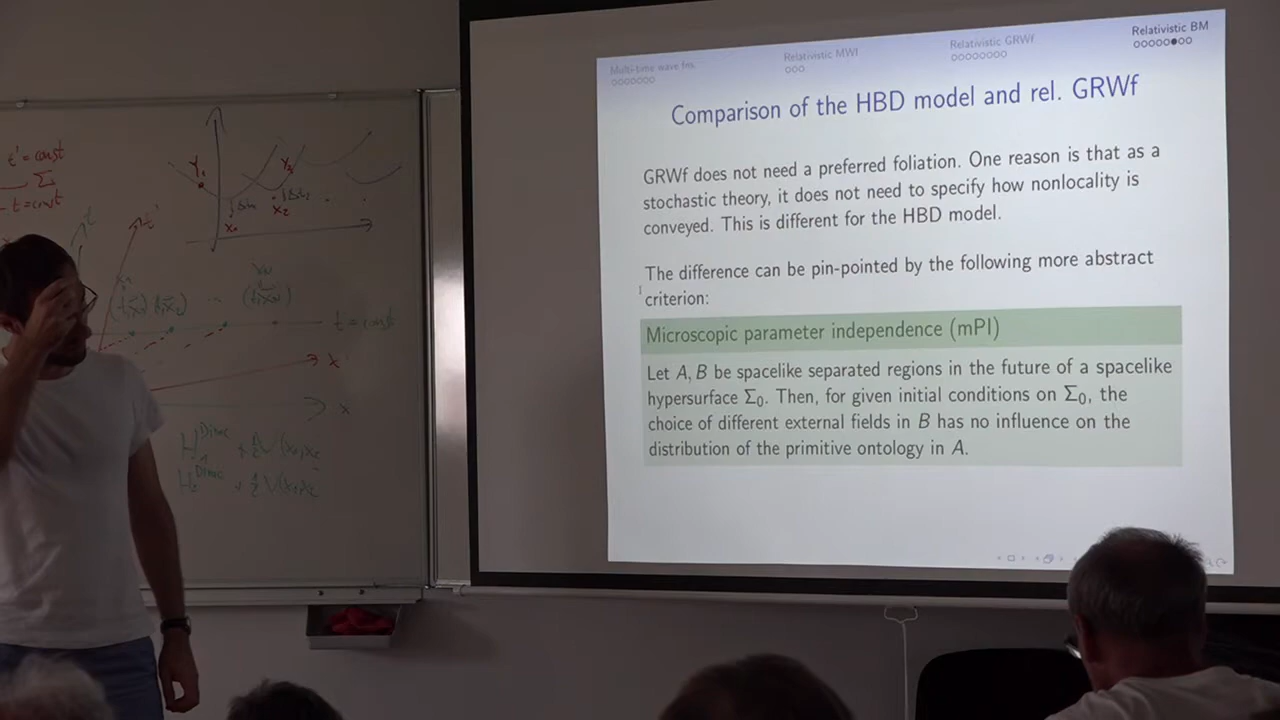 Multi-time wave fns. Relativistic MWI Relativistic GRWf Relativistic BM
Comparison of the HBD model and rel. GRWf
GRWf does not need a preferred foliation. One reason is that as a
stochastic theory, it does not need to specify how nonlocality is
conveyed. This is different for the HBD model.
The difference can be pin-pointed by the following more abstract
criterion:
Microscopic parameter independence (mPI)
Let A, B be spacelike separated regions in the future of a spacelike
hypersurface Σ₀. Then, for given initial conditions on Σ₀, the
choice of different external fields in B has no influence on the
distribution of the primitive ontology in A.
t' = const
Σ
t = const
t
t'
Y₁
x₂
t = const
x'
x